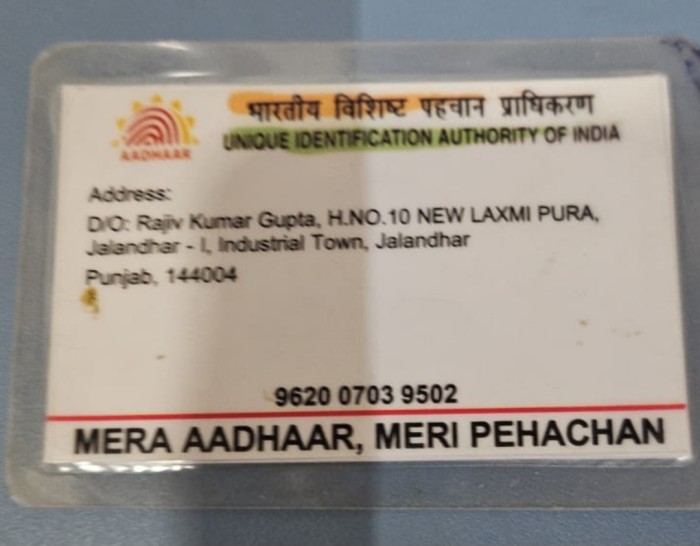 भारतीय विशिष्ट पहचान प्राधिकरण
UNIQUE IDENTIFICATION AUTHORITY OF INDIA
AADHAAR
Address:
D/O: Rajiv Kumar Gupta, H.NO.10 NEW LAXMI PURA,
Jalandhar - I, Industrial Town, Jalandhar
Punjab, 144004
9620 0703 9502
MERA AADHAAR, MERI PEHACHAN